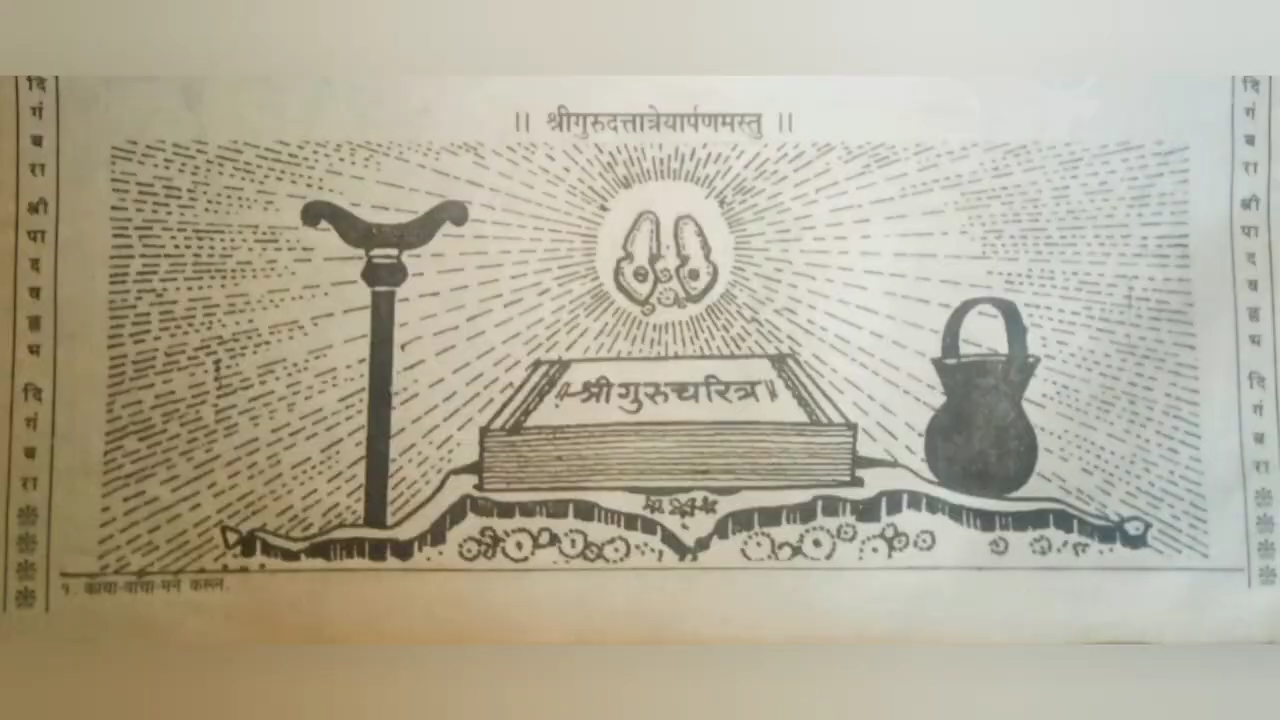 ।। श्रीगुरुदत्तात्रेयार्पणमस्तु ।।
दिगंबरा श्रीपादवल्लभ दिगंबरा
॥श्रीगुरुचरित्र॥
दिगंबरा श्रीपादवल्लभ दिगंबरा
१. काया-वाचा-मने करून.